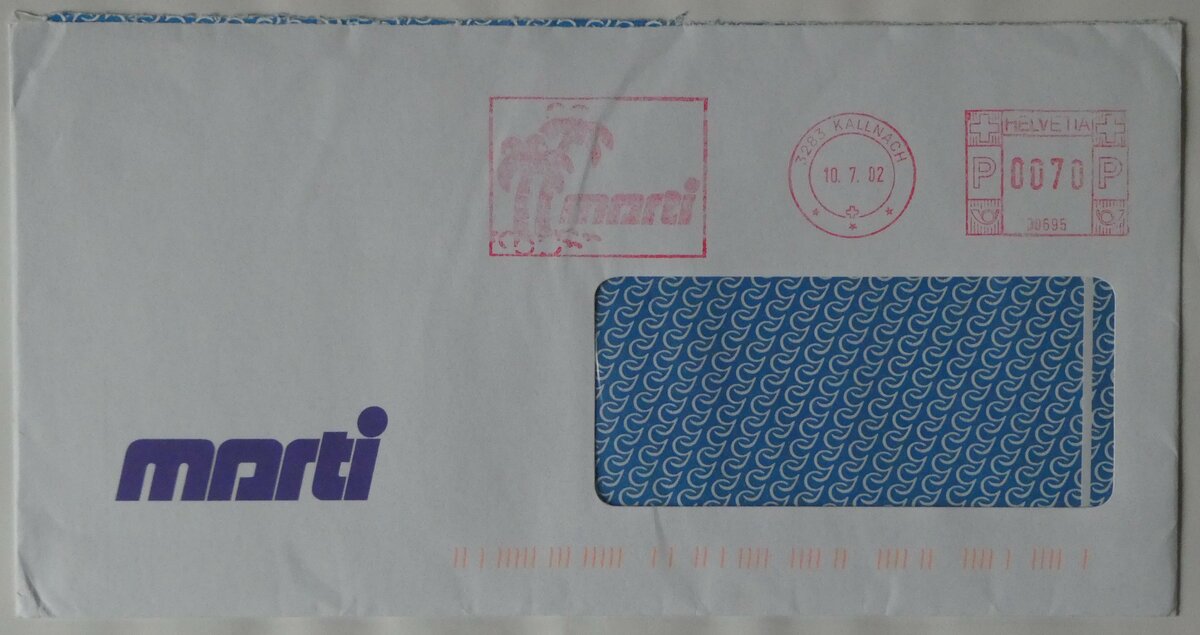 marti
3283 KALLNACH
10. 7. 02
HELVETIA
P 0070 P
marti